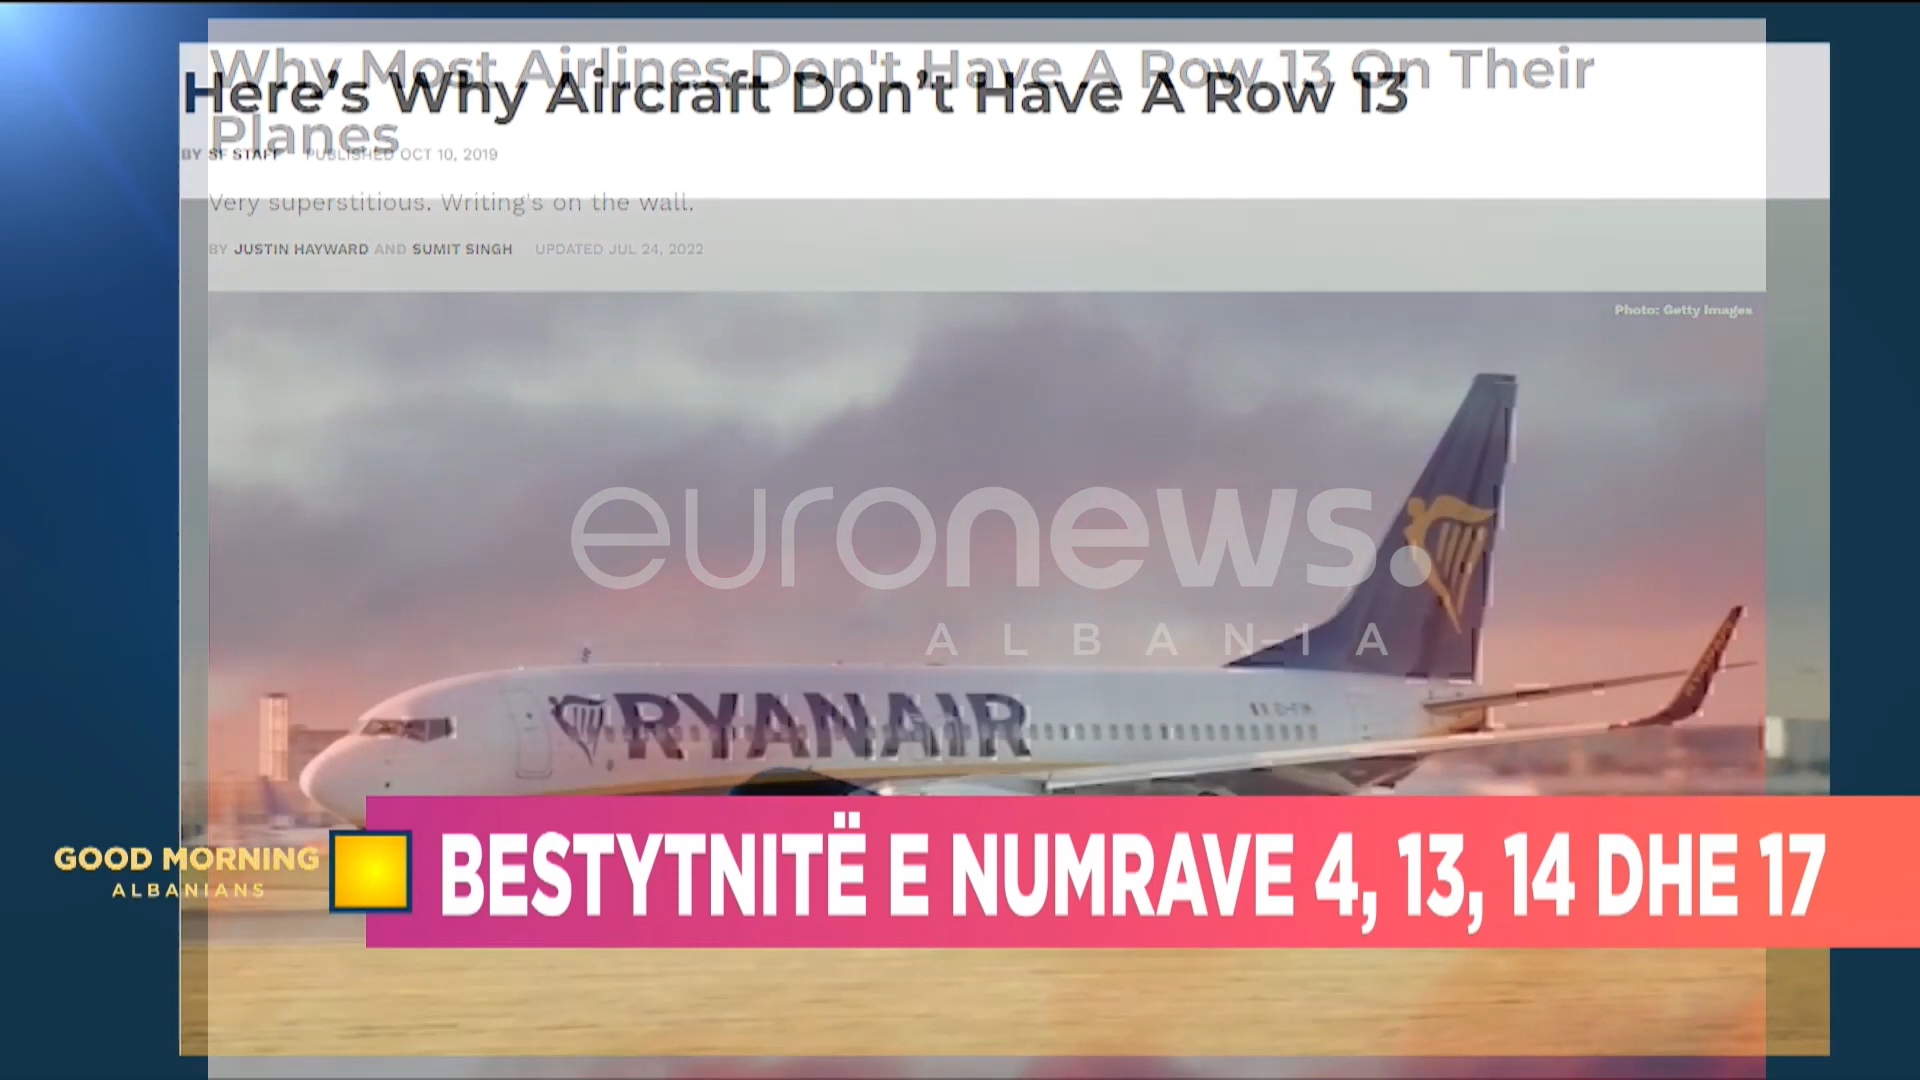 Why Most Airlines Don't Have A Row 13 On Their
Planes
Here's Why Aircraft Don't Have A Row 13
BY SF STAFF PUBLISHED OCT 10, 2019
Very superstitious. Writing's on the wall.
BY JUSTIN HAYWARD AND SUMIT SINGH UPDATED JUL 24, 2022
Photo: Getty Images
euronews.
ALBANIA
RYANAIR
GOOD MORNING
ALBANIANS
BESTYTNITË E NUMRAVE 4, 13, 14 DHE 17